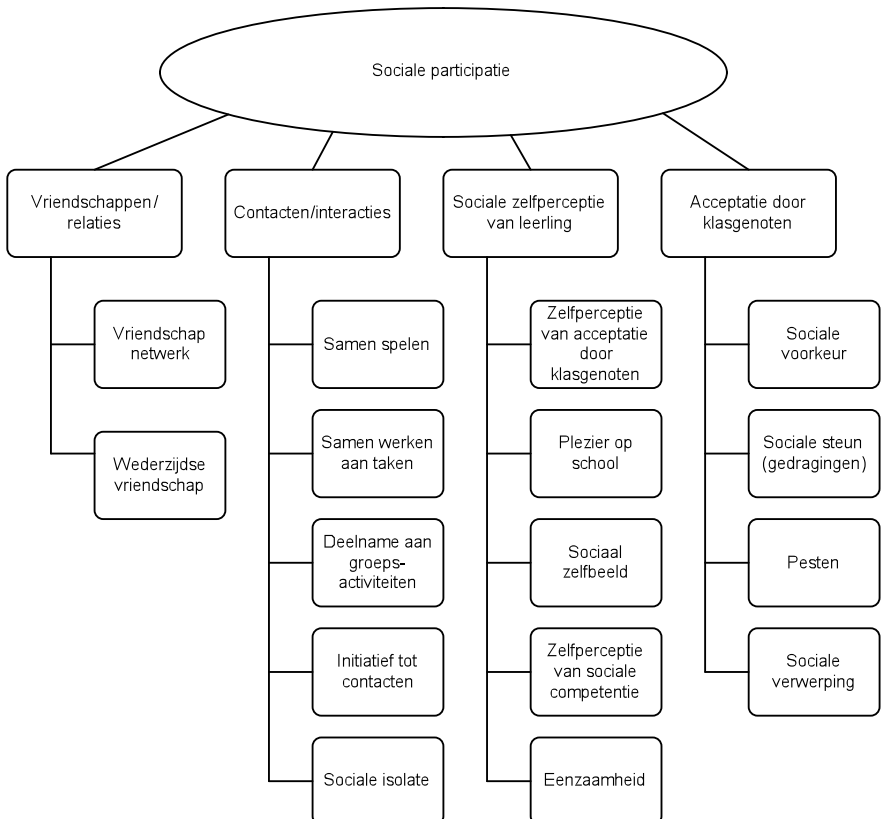 Sociale participatie
Vriendschappen/
relaties
Contacten/interacties
Sociale zelfperceptie
van leerling
Acceptatie door
klasgenoten
Vriendschap
netwerk
Wederzijdse
vriendschap
Samen spelen
Samen werken
aan taken
Deelname aan
groeps-
activiteiten
Initiatief tot
contacten
Sociale isolate
Zelfperceptie
van acceptatie
door
klasgenoten
Plezier op
school
Sociaal
zelfbeeld
Zelfperceptie
van sociale
competentie
Eenzaamheid
Sociale
voorkeur
Sociale steun
(gedragingen)
Pesten
Sociale
verwerping